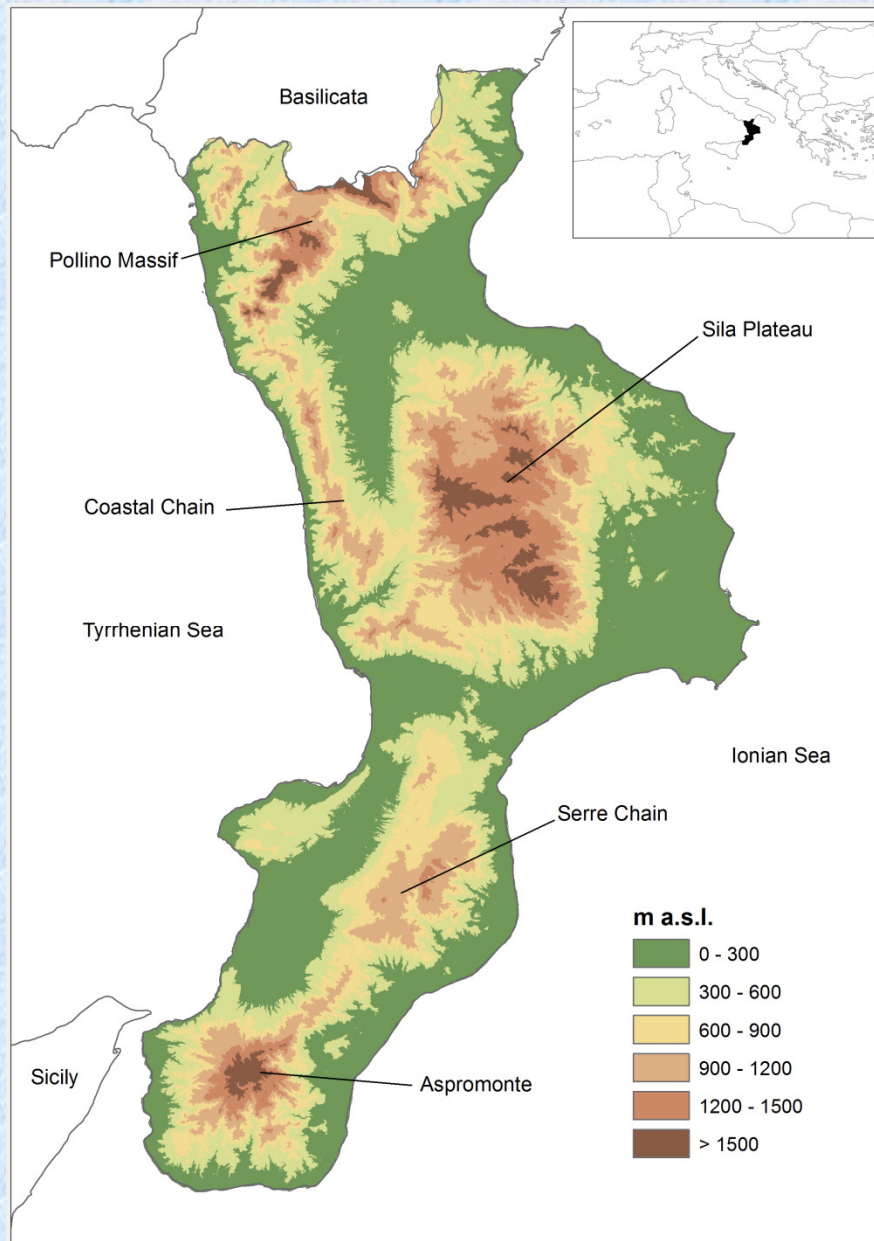 Basilicata
Pollino Massif
Sila Plateau
Coastal Chain
Tyrrhenian Sea
Ionian Sea
Serre Chain
m a.s.l.
0 - 300
300 - 600
600 - 900
900 - 1200
1200 - 1500
> 1500
Sicily
Aspromonte